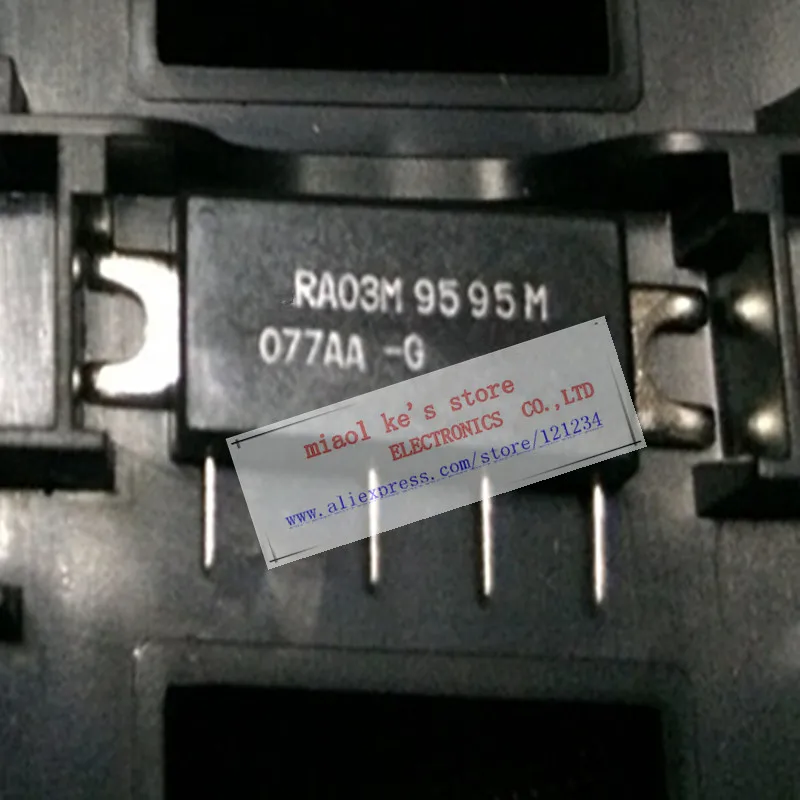 RA03M 9595M
077AA -G
miaol ke's store
ELECTRONICS CO.,LTD
www.aliexpress.com/store/121234